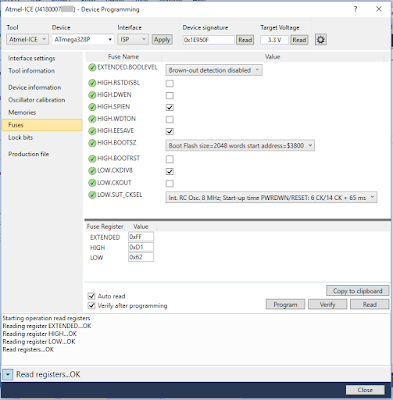 Atmel-ICE (J4180007 ) - Device Programming
Tool Device Interface Device signature Target Voltage
Atmel-ICE ATmega328P ISP Apply 0x1E950F Read 3.3 V Read
Interface settings
Tool information
Device information
Oscillator calibration
Memories
Fuses
Lock bits
Production file
Fuse Name Value
EXTENDED.BODLEVEL Brown-out detection disabled
HIGH.RSTDISBL
HIGH.DWEN
HIGH.SPIEN
HIGH.WDTON
HIGH.EESAVE
HIGH.BOOTSZ Boot Flash size=2048 words start address=$3800
HIGH.BOOTRST
LOW.CKDIV8
LOW.CKOUT
LOW.SUT_CKSEL Int. RC Osc. 8 MHz; Start-up time PWRDWN/RESET: 6 CK/14 CK + 65 ms
Fuse Register Value
EXTENDED 0xFF
HIGH 0xD1
LOW 0x62
Copy to clipboard
Auto read
Verify after programming
Program Verify Read
Starting operation read registers
Reading register EXTENDED...OK
Reading register HIGH...OK
Reading register LOW...OK
Read registers...OK
Read registers...OK
Close